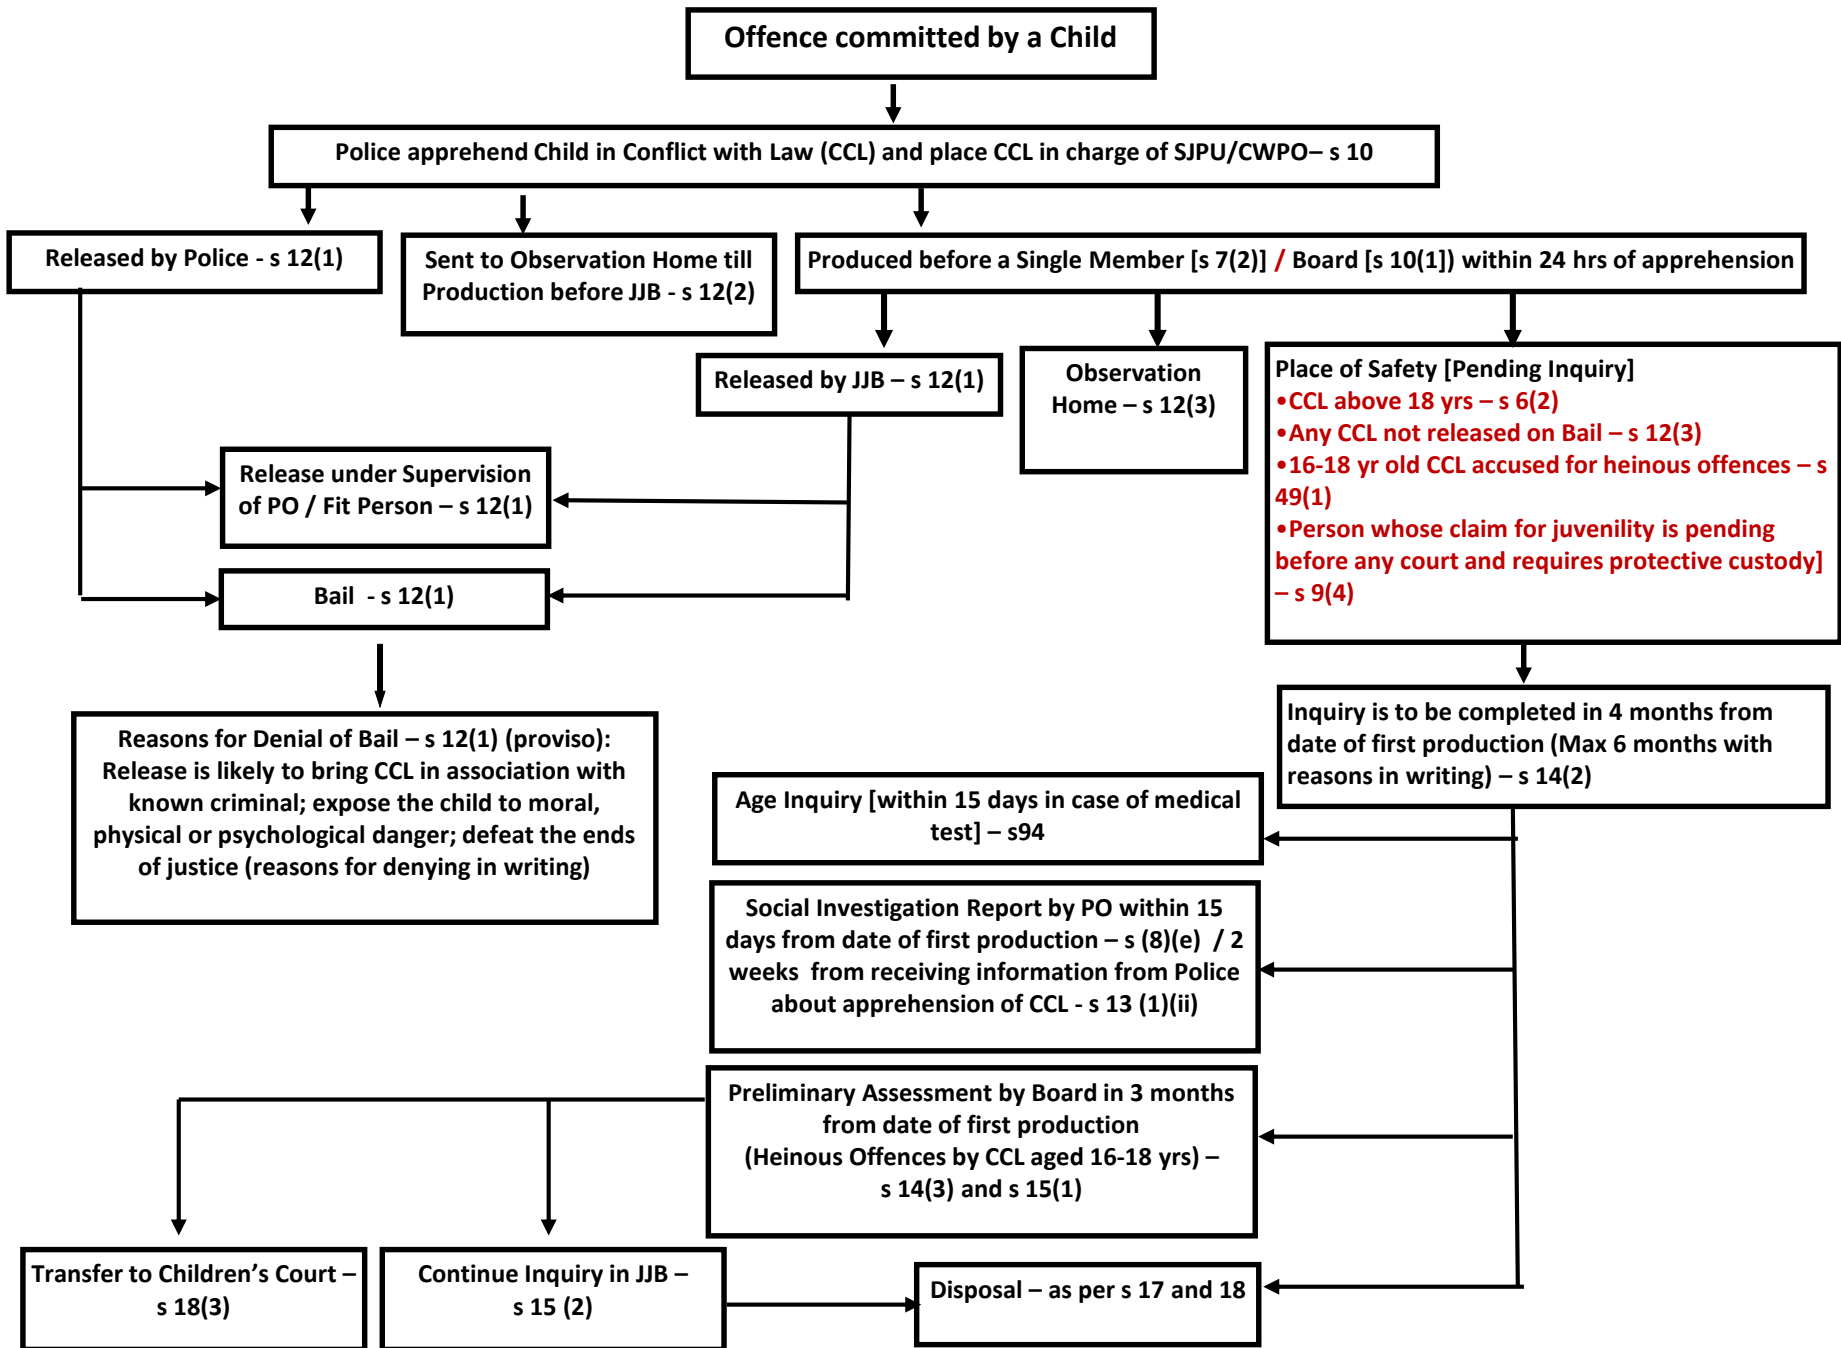 Offence committed by a Child
Police apprehend Child in Conflict with Law (CCL) and place CCL in charge of SJPU/CWPO– s 10
Released by Police - s 12(1)
Sent to Observation Home till
Production before JJB - s 12(2)
Produced before a Single Member [s 7(2)] / Board [s 10(1]) within 24 hrs of apprehension
Released by JJB – s 12(1)
Observation
Home – s 12(3)
Place of Safety [Pending Inquiry]
•CCL above 18 yrs – s 6(2)
•Any CCL not released on Bail – s 12(3)
•16-18 yr old CCL accused for heinous offences – s
49(1)
•Person whose claim for juvenility is pending
before any court and requires protective custody]
– s 9(4)
Release under Supervision
of PO / Fit Person – s 12(1)
Bail - s 12(1)
Reasons for Denial of Bail – s 12(1) (proviso):
Release is likely to bring CCL in association with
known criminal; expose the child to moral,
physical or psychological danger; defeat the ends
of justice (reasons for denying in writing)
Inquiry is to be completed in 4 months from
date of first production (Max 6 months with
reasons in writing) – s 14(2)
Age Inquiry [within 15 days in case of medical
test] – s94
Social Investigation Report by PO within 15
days from date of first production – s (8)(e) / 2
weeks from receiving information from Police
about apprehension of CCL - s 13 (1)(ii)
Preliminary Assessment by Board in 3 months
from date of first production
(Heinous Offences by CCL aged 16-18 yrs) –
s 14(3) and s 15(1)
Transfer to Children’s Court –
s 18(3)
Continue Inquiry in JJB –
s 15 (2)
Disposal – as per s 17 and 18